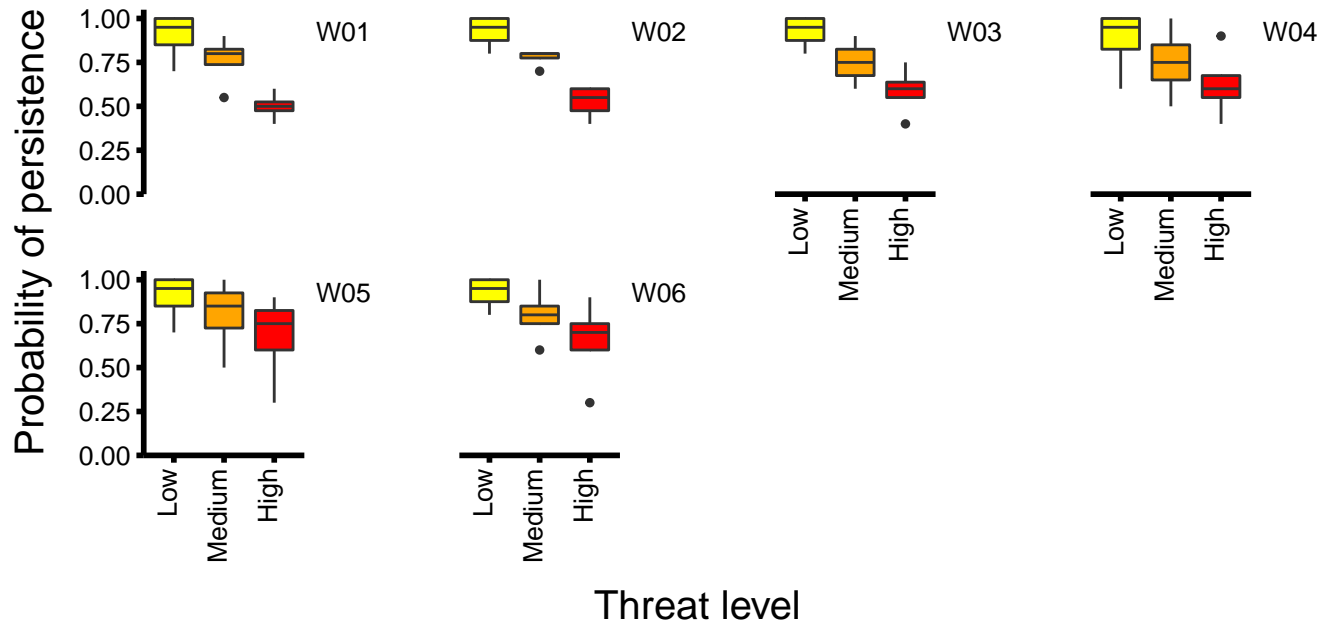 Probability of persistence
1.00
0.75
0.50
0.25
0.00
W01
W02
W03
W04
Low
Medium
High
Low
Medium
High
1.00
0.75
0.50
0.25
0.00
W05
W06
Low
Medium
High
Low
Medium
High
Threat level